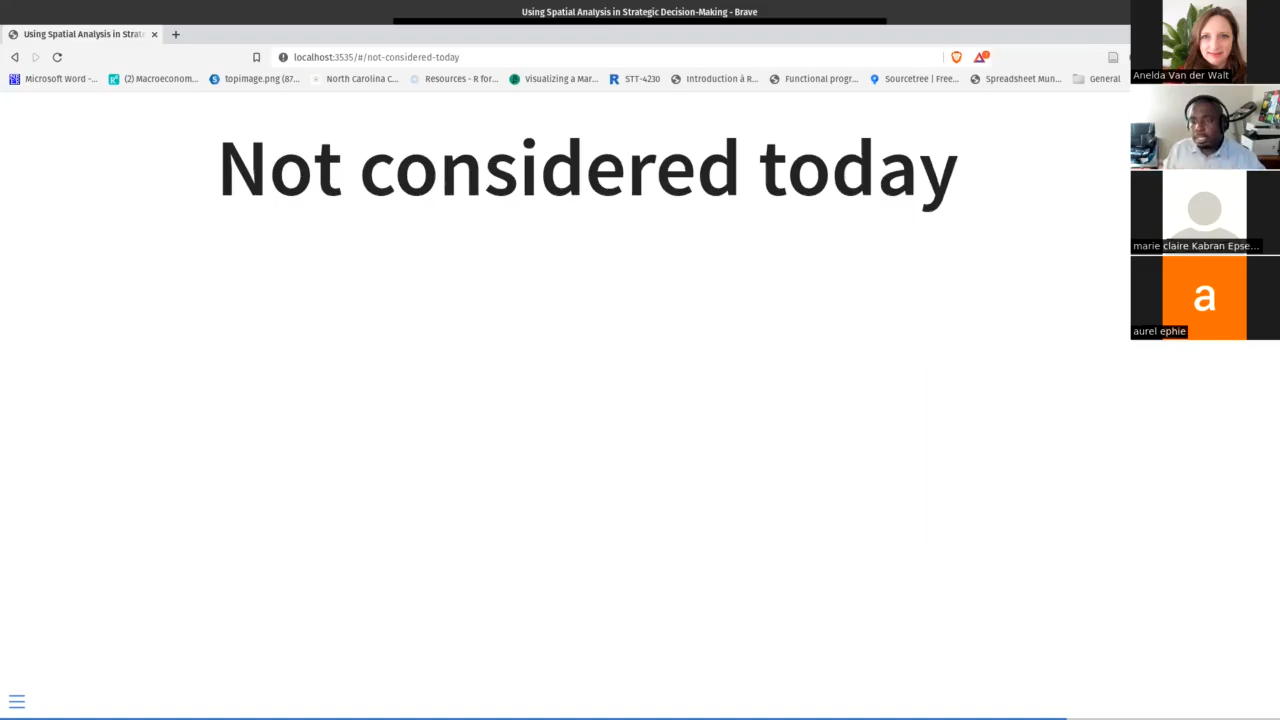 Using Spatial Analysis in Strategic Decision-Making - Brave
Using Spatial Analysis in Strate
localhost:3535/#/not-considered-today
Microsoft Word -... (2) Macroeconom... topimage.png (87... North Carolina C... Resources - R for... Visualizing a Mar... STT-4230 Introduction à R... Functional progr... Sourcetree | Free... Spreadsheet Mun... General
Anelda Van der Walt
Not considered today
marie claire Kabran Epse...
a
aurel ephie